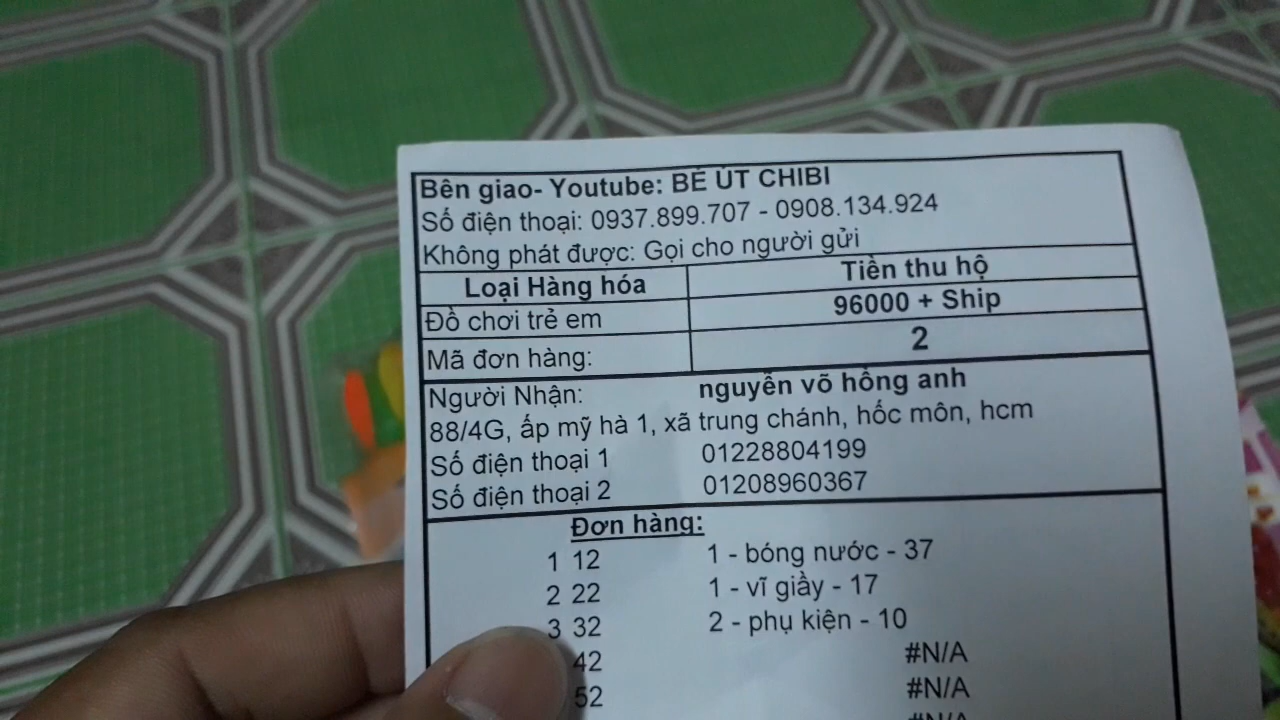 Bên giao- Youtube: BÉ ÚT CHIBI
Số điện thoại: 0937.899.707 - 0908.134.924
Không phát được: Gọi cho người gửi
Loại Hàng hóa Tiền thu hộ
Đồ chơi trẻ em 96000 + Ship
Mã đơn hàng: 2
Người Nhận: nguyễn võ hồng anh
88/4G, ấp mỹ hà 1, xã trung chánh, hốc môn, hcm
Số điện thoại 1 01228804199
Số điện thoại 2 01208960367
Đơn hàng:
1 12 1 - bóng nước - 37
2 22 1 - vĩ giầy - 17
3 32 2 - phụ kiện - 10
42 #N/A
52 #N/A
#N/A